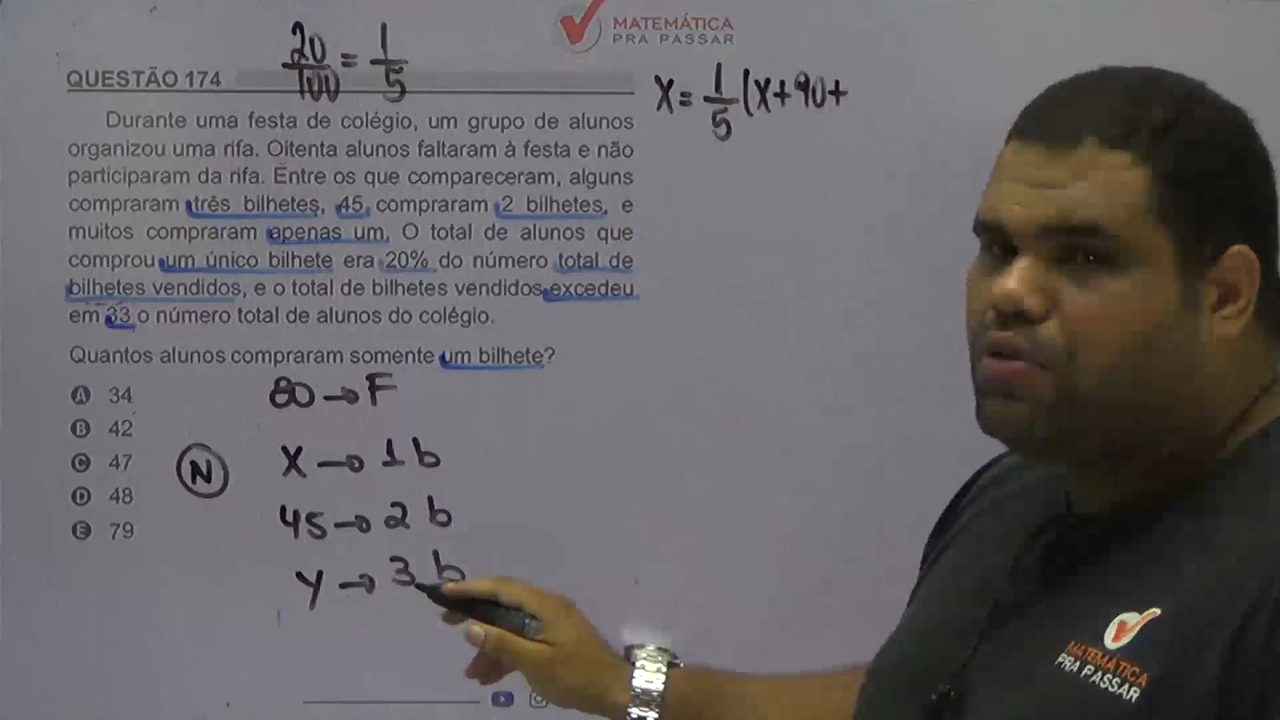 MATEMÁTICA
PRA PASSAR
20/100 = 1/5
QUESTÃO 174
X = 1/5 (X+90+
Durante uma festa de colégio, um grupo de alunos
organizou uma rifa. Oitenta alunos faltaram à festa e não
participaram da rifa. Entre os que compareceram, alguns
compraram três bilhetes, 45 compraram 2 bilhetes, e
muitos compraram apenas um. O total de alunos que
comprou um único bilhete era 20% do número total de
bilhetes vendidos, e o total de bilhetes vendidos excedeu
em 33 o número total de alunos do colégio.
Quantos alunos compraram somente um bilhete?
A 34
B 42
C 47
D 48
E 79
80 → F
N
X → 1 b
45 → 2 b
Y → 3 b
MATEMÁTICA
PRA PASSAR